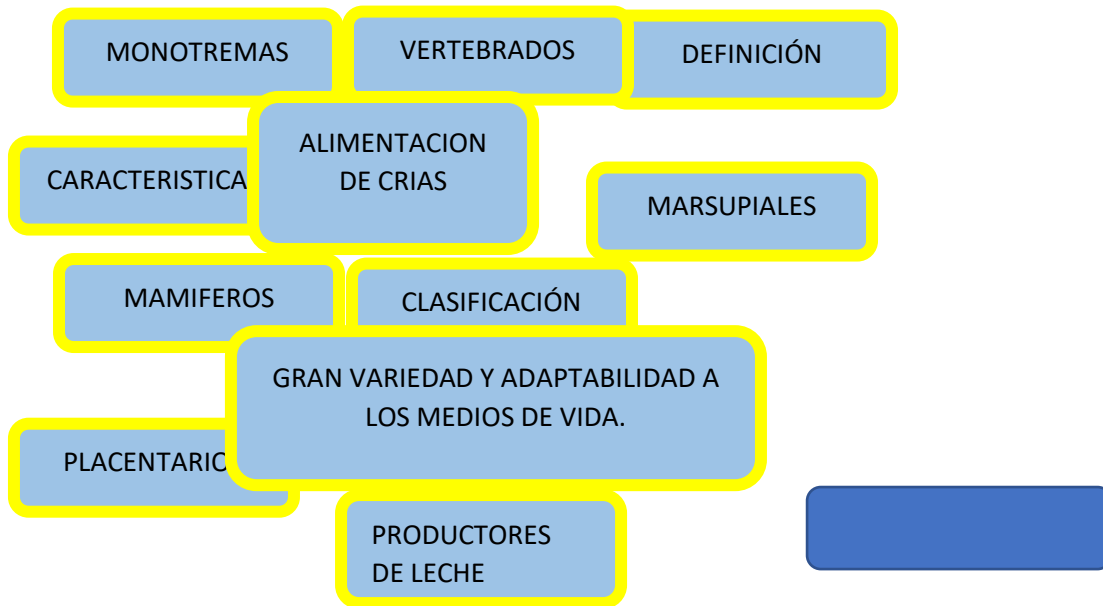 MONOTREMAS
VERTEBRADOS
DEFINICIÓN
ALIMENTACION
DE CRIAS
CARACTERISTICA
MARSUPIALES
MAMIFEROS
CLASIFICACIÓN
GRAN VARIEDAD Y ADAPTABILIDAD A
LOS MEDIOS DE VIDA.
PLACENTARIO
PRODUCTORES
DE LECHE